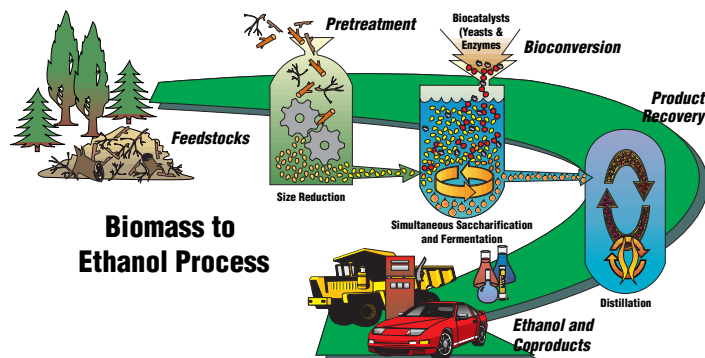 Pretreatment
Biocatalysts
(Yeasts &
Enzymes
Bioconversion
Product
Recovery
Feedstocks
Size Reduction
Simultaneous Saccharification
and Fermentation
Biomass to
Ethanol Process
Distillation
Ethanol and
Coproducts